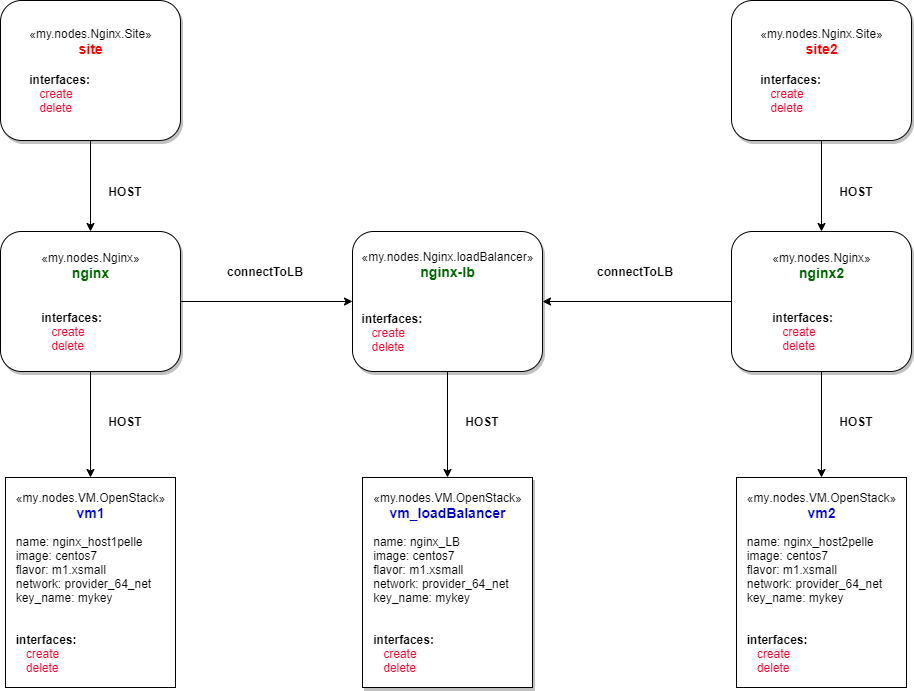 «my.nodes.Nginx.Site»
site
interfaces:
create
delete
«my.nodes.Nginx.Site»
site2
interfaces:
create
delete
HOST
HOST
«my.nodes.Nginx»
nginx
interfaces:
create
delete
connectToLB
«my.nodes.Nginx.loadBalancer»
nginx-lb
interfaces:
create
delete
connectToLB
«my.nodes.Nginx»
nginx2
interfaces:
create
delete
HOST
HOST
HOST
«my.nodes.VM.OpenStack»
vm1
name: nginx_host1pelle
image: centos7
flavor: m1.xsmall
network: provider_64_net
key_name: mykey
interfaces:
create
delete
«my.nodes.VM.OpenStack»
vm_loadBalancer
name: nginx_LB
image: centos7
flavor: m1.xsmall
network: provider_64_net
key_name: mykey
interfaces:
create
delete
«my.nodes.VM.OpenStack»
vm2
name: nginx_host2pelle
image: centos7
flavor: m1.xsmall
network: provider_64_net
key_name: mykey
interfaces:
create
delete